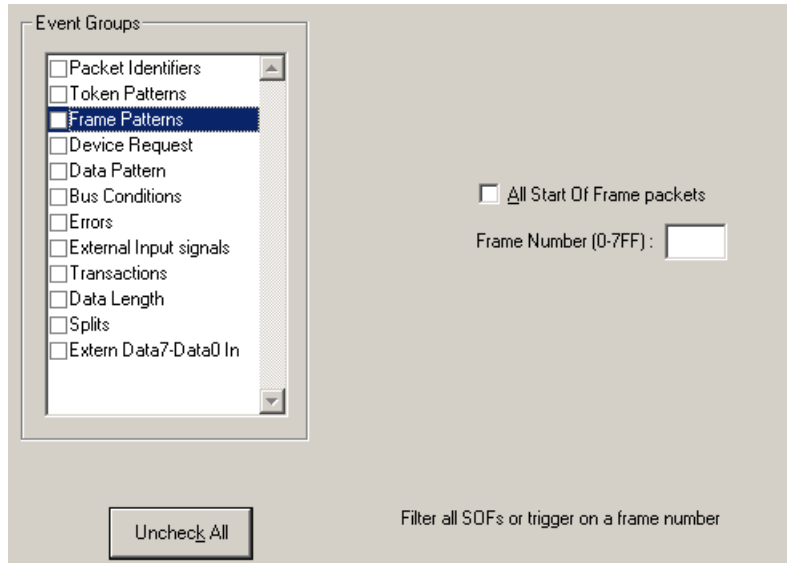 Event Groups
Packet Identifiers
Token Patterns
Frame Patterns
Device Request
Data Pattern
Bus Conditions
Errors
External Input signals
Transactions
Data Length
Splits
Extern Data7-Data0 In
All Start Of Frame packets
Frame Number (0-7FF) :
Uncheck All
Filter all SOFs or trigger on a frame number